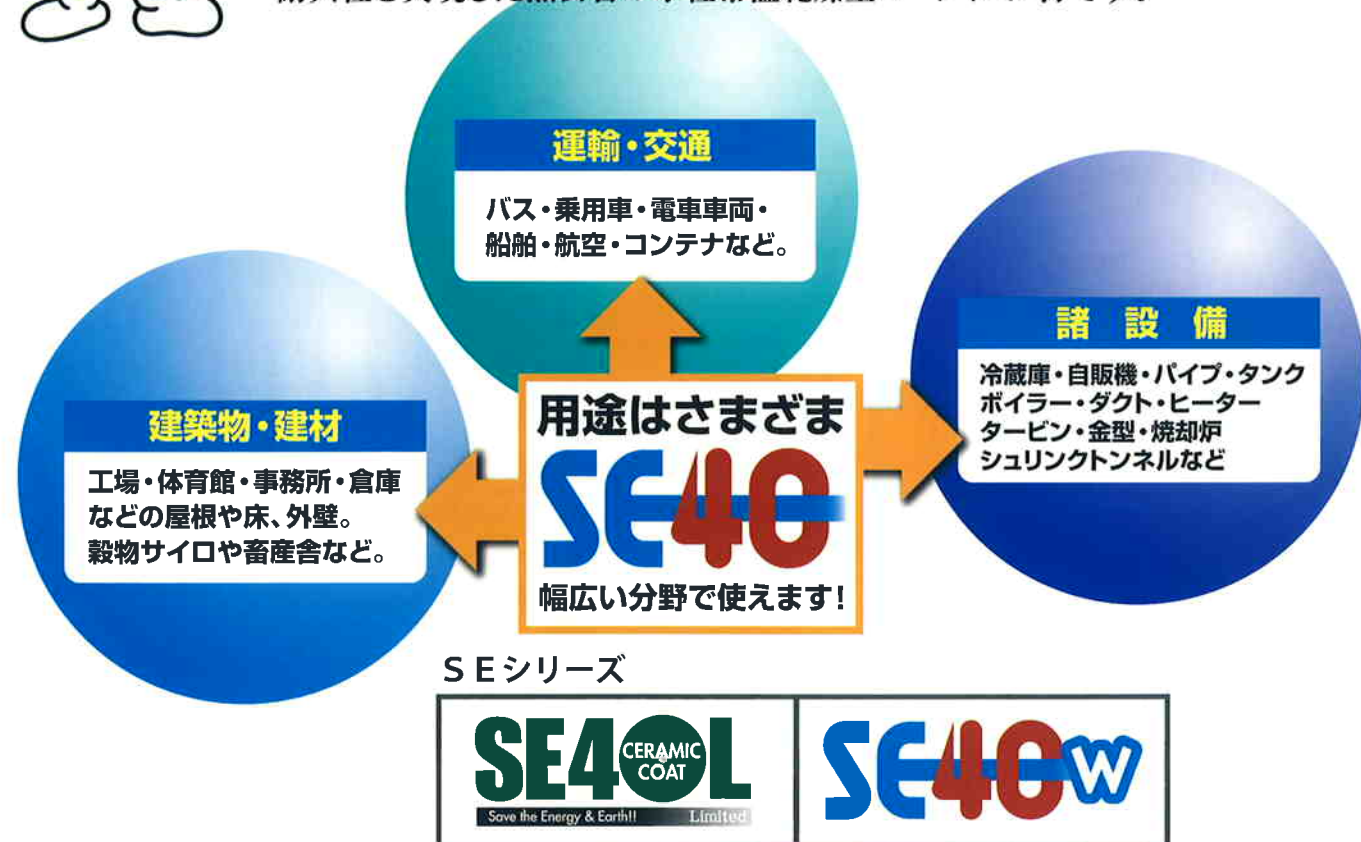 運輸・交通
バス・乗用車・電車車両・
船舶・航空・コンテナなど。
諸 設 備
冷蔵庫・自販機・パイプ・タンク
ボイラー・ダクト・ヒーター
タービン・金型・焼却炉
シュリンクトンネルなど
建築物・建材
工場・体育館・事務所・倉庫
などの屋根や床、外壁。
穀物サイロや畜産舎など。
用途はさまざま
SE40
幅広い分野で使えます!
SEシリーズ
SE40L
CERAMIC
COAT
Save the Energy & Earth!! Limited
SE40W